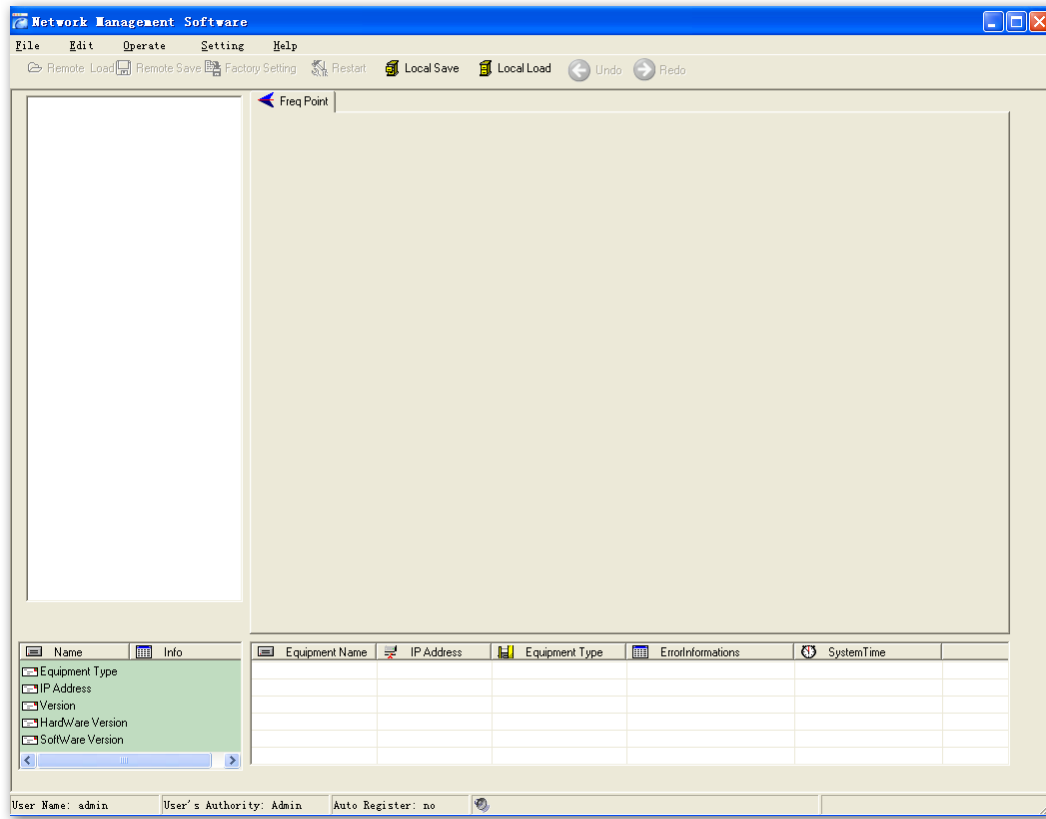 Network Management Software
File Edit Operate Setting Help
Remote Load Remote Save Factory Setting Restart Local Save Local Load Undo Redo
Freq Point
Name Info
Equipment Type
IP Address
Version
HardWare Version
SoftWare Version
Equipment Name IP Address Equipment Type ErrorInformations SystemTime
User Name: admin User's Authority: Admin Auto Register: no